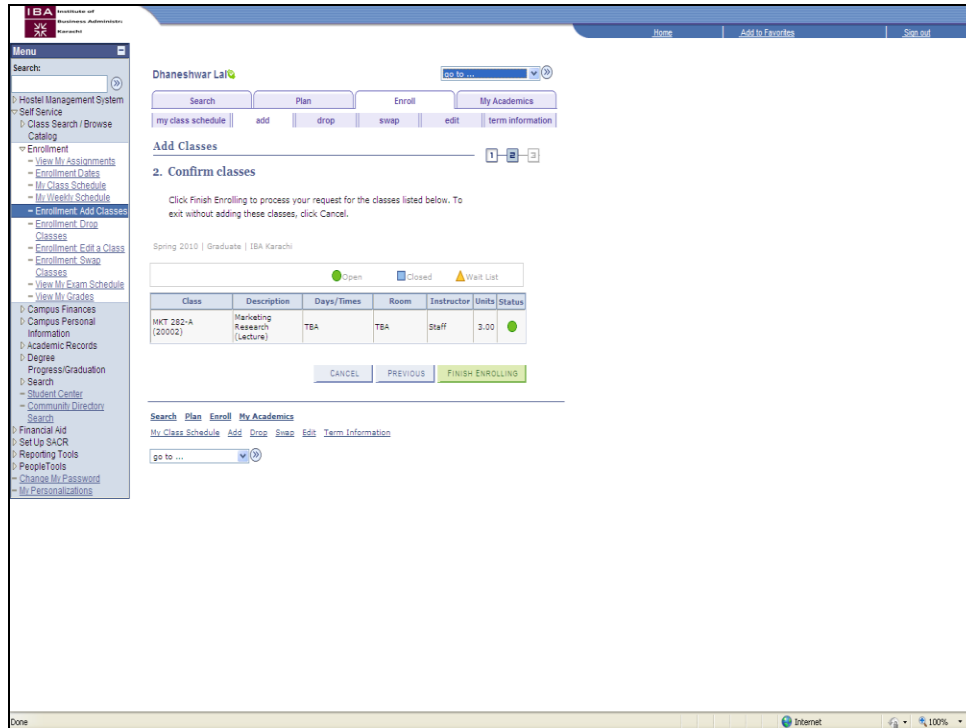 IBA Institute of
Business Administr:
Karachi
Home Add to Favorites Sign out
Menu
Search:
Hostel Management System
Self Service
Class Search / Browse
Catalog
Enrollment
View My Assignments
Enrollment Dates
My Class Schedule
My Weekly Schedule
Enrollment: Add Classes
Enrollment: Drop
Classes
Enrollment: Edit a Class
Enrollment: Swap
Classes
View My Exam Schedule
View My Grades
Campus Finances
Campus Personal
Information
Academic Records
Degree
Progress/Graduation
Search
Student Center
Community Directory
Search
Financial Aid
Set Up SACR
Reporting Tools
PeopleTools
Change My Password
My Personalizations
Dhaneshwar Lal go to ...
Search Plan Enroll My Academics
my class schedule add drop swap edit term information
Add Classes
1 2 3
2. Confirm classes
Click Finish Enrolling to process your request for the classes listed below. To
exit without adding these classes, click Cancel.
Spring 2010 | Graduate | IBA Karachi
Open Closed Wait List
Class Description Days/Times Room Instructor Units Status
MKT 282-A
(20002)
Marketing
Research
(Lecture)
TBA TBA Staff 3.00
CANCEL PREVIOUS FINISH ENROLLING
Search Plan Enroll My Academics
My Class Schedule Add Drop Swap Edit Term Information
go to ...
Done Internet 100%